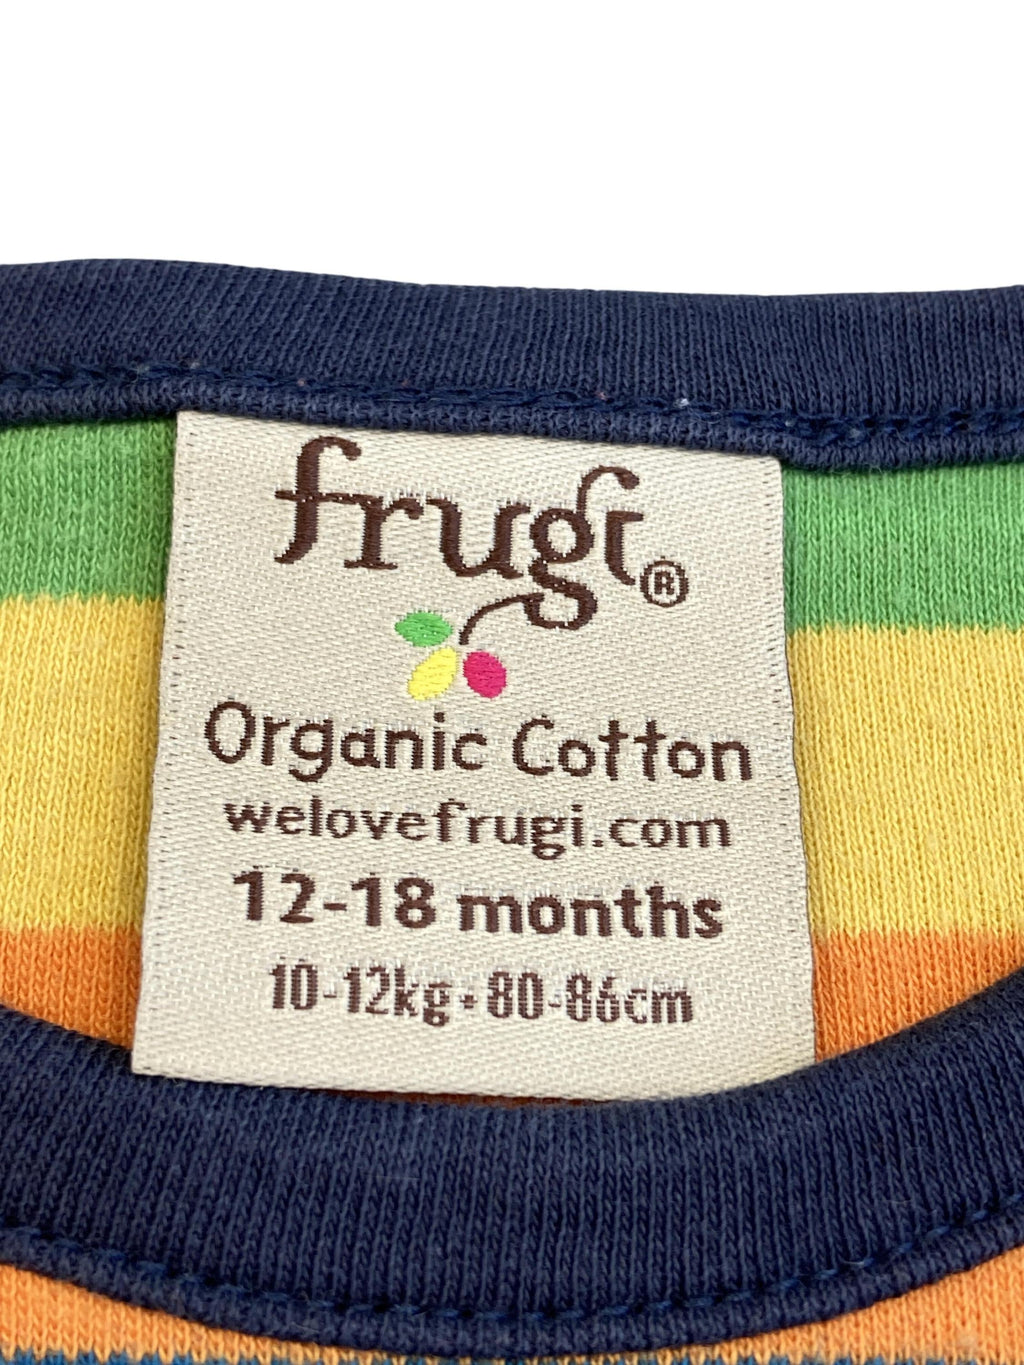 frugi®
Organic Cotton
welovefrugi.com
12-18 months
10-12kg • 80-86cm